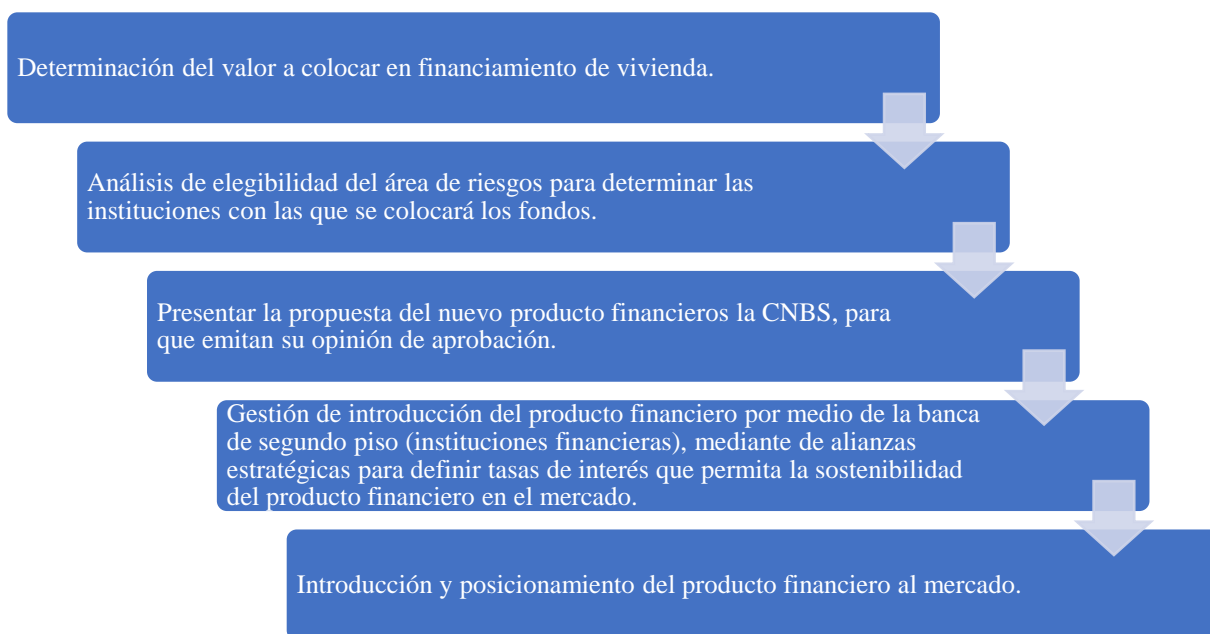 Determinación del valor a colocar en financiamiento de vivienda.
Análisis de elegibilidad del área de riesgos para determinar las
instituciones con las que se colocará los fondos.
Presentar la propuesta del nuevo producto financieros la CNBS, para
que emitan su opinión de aprobación.
Gestión de introducción del producto financiero por medio de la banca
de segundo piso (instituciones financieras), mediante de alianzas
estratégicas para definir tasas de interés que permita la sostenibilidad
del producto financiero en el mercado.
Introducción y posicionamiento del producto financiero al mercado.